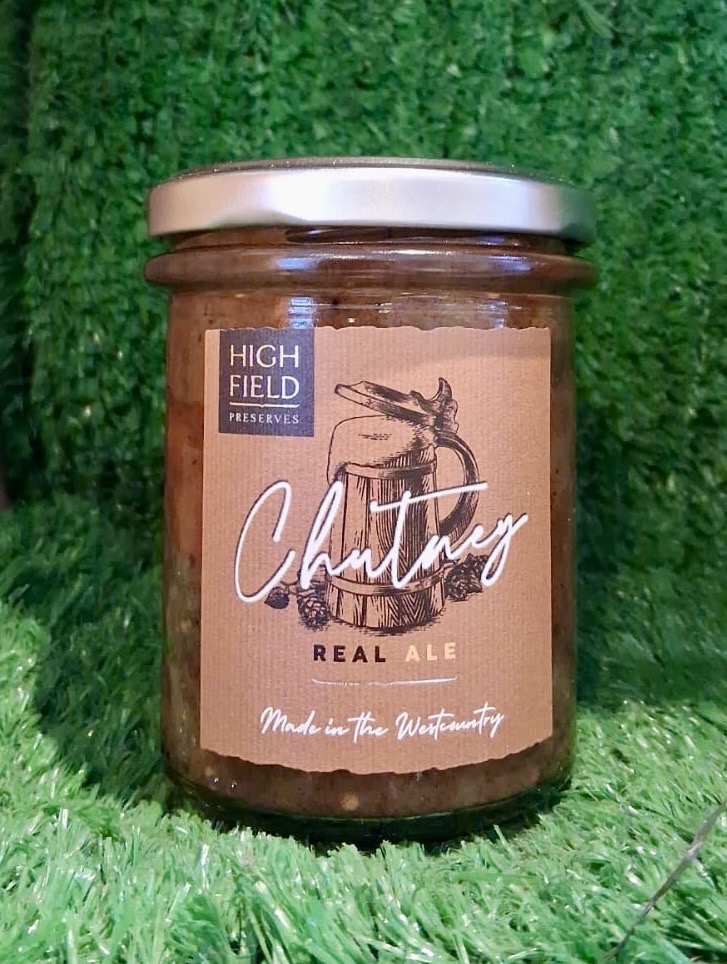 HIGH
FIELD
PRESERVES
Chutney
REAL ALE
Made in the Westcountry